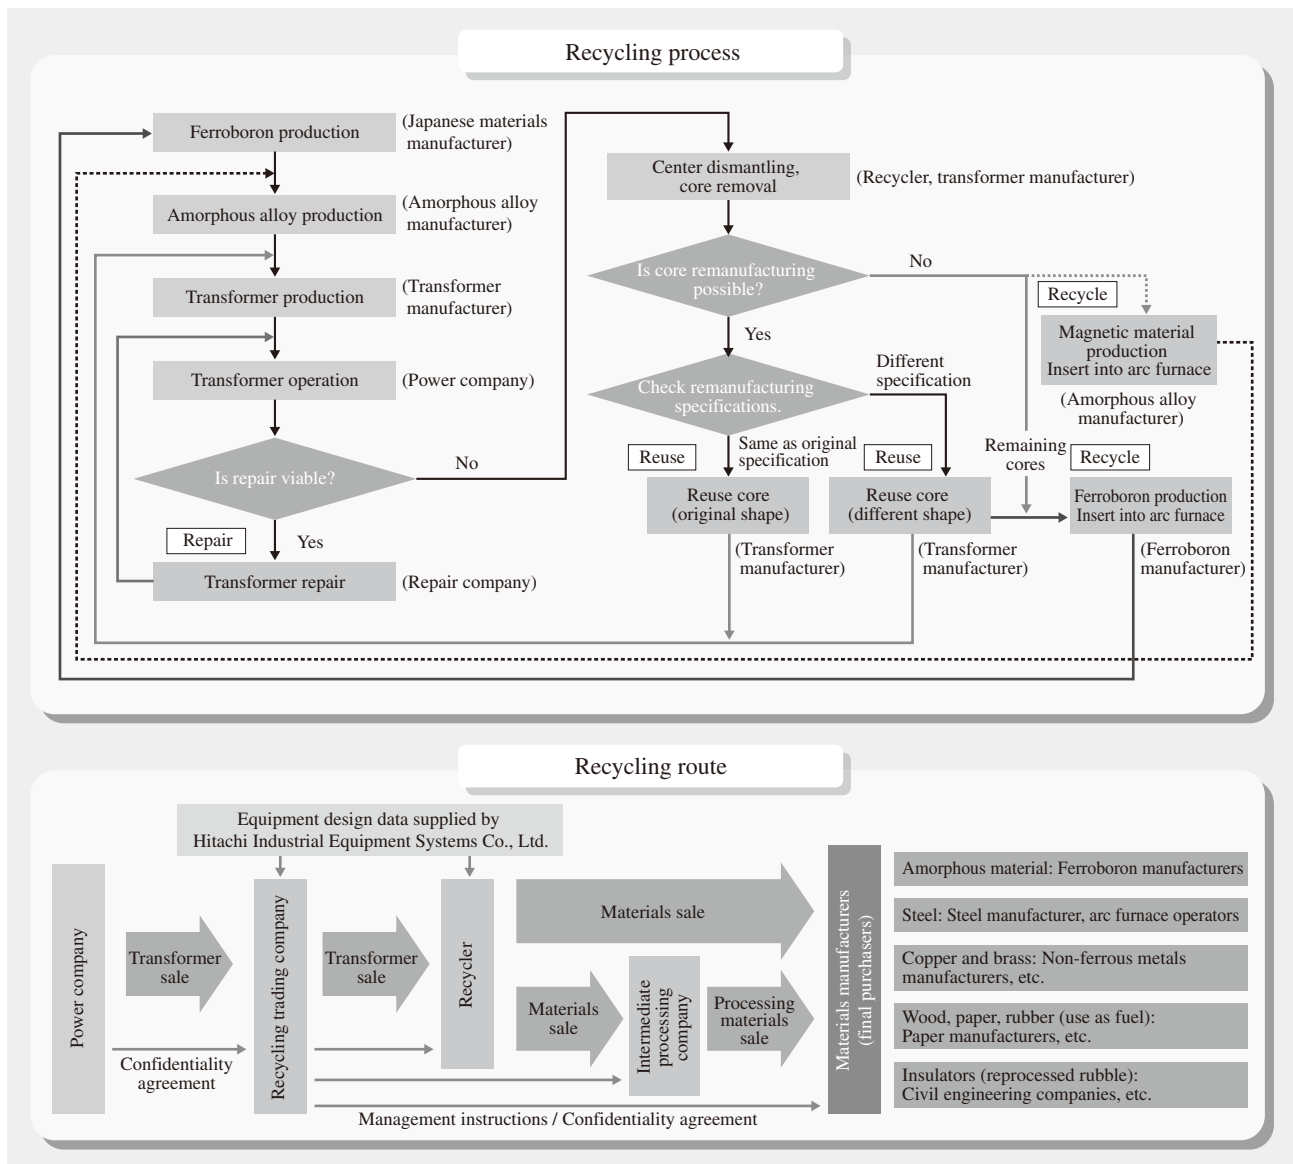 Recycling process
Ferroboron production
(Japanese materials
manufacturer)
Amorphous alloy production
(Amorphous alloy
manufacturer)
Transformer production
(Transformer
manufacturer)
Transformer operation
(Power company)
Is repair viable?
No
Repair
Yes
Transformer repair
(Repair company)
Center dismantling,
core removal
(Recycler, transformer manufacturer)
Is core remanufacturing
possible?
No
Yes
Recycle
Magnetic material
production
Insert into arc furnace
(Amorphous alloy
manufacturer)
Check remanufacturing
specifications.
Different
specification
Same as original
specification
Reuse
Reuse
Remaining
cores
Recycle
Reuse core
(original shape)
Reuse core
(different shape)
Ferroboron production
Insert into arc furnace
(Transformer
manufacturer)
(Transformer
manufacturer)
(Ferroboron
manufacturer)
Recycling route
Equipment design data supplied by
Hitachi Industrial Equipment Systems Co., Ltd.
Power company
Transformer
sale
Confidentiality
agreement
Recycling trading company
Transformer
sale
Recycler
Materials sale
Materials
sale
Intermediate
processing
company
Processing
materials
sale
Management instructions / Confidentiality agreement
Materials manufacturers
(final purchasers)
Amorphous material: Ferroboron manufacturers
Steel: Steel manufacturer, arc furnace operators
Copper and brass: Non-ferrous metals
manufacturers, etc.
Wood, paper, rubber (use as fuel):
Paper manufacturers, etc.
Insulators (reprocessed rubble):
Civil engineering companies, etc.